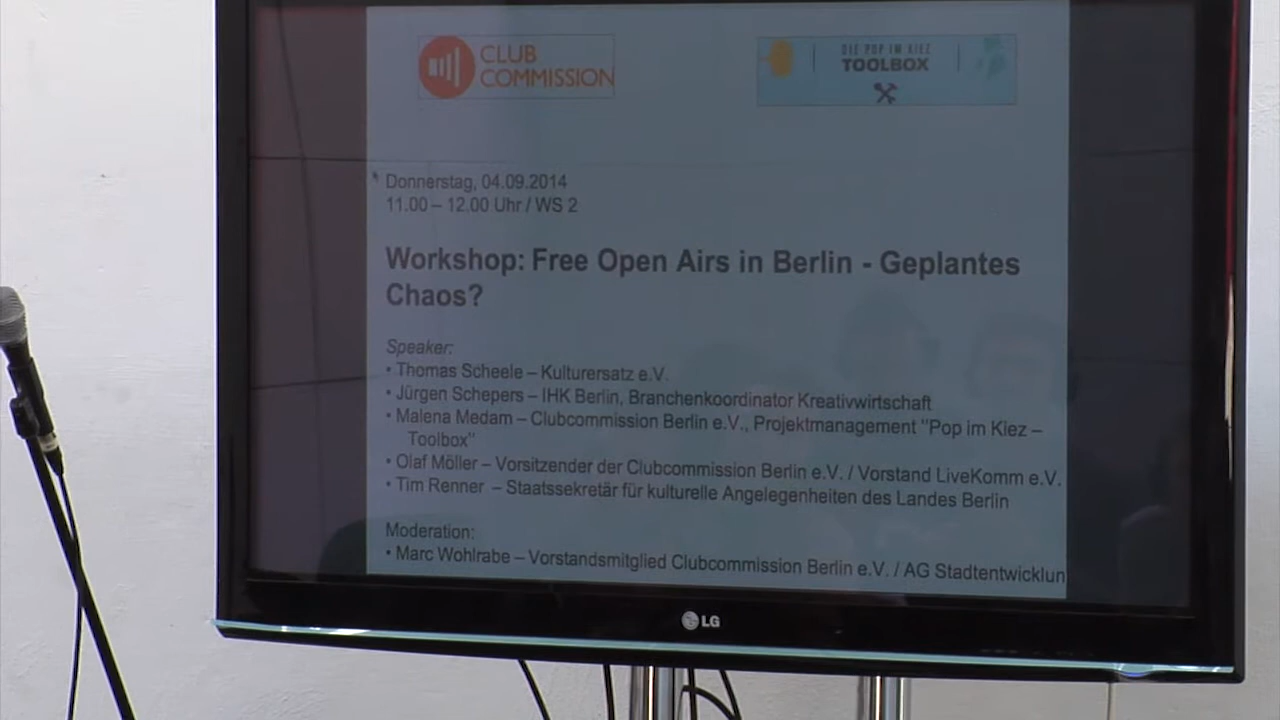 CLUB
COMMISSION
DIE POP IM KIEZ
TOOLBOX
Donnerstag, 04.09.2014
11.00 – 12.00 Uhr / WS 2
Workshop: Free Open Airs in Berlin - Geplantes
Chaos?
Speaker:
• Thomas Scheele – Kulturersatz e.V.
• Jürgen Schepers – IHK Berlin, Branchenkoordinator Kreativwirtschaft
• Malena Medam – Clubcommission Berlin e.V., Projektmanagement "Pop im Kiez –
Toolbox"
• Olaf Möller – Vorsitzender der Clubcommission Berlin e.V. / Vorstand LiveKomm e.V.
• Tim Renner – Staatssekretär für kulturelle Angelegenheiten des Landes Berlin
Moderation:
• Marc Wohlrabe – Vorstandsmitglied Clubcommission Berlin e.V. / AG Stadtentwicklun
LG